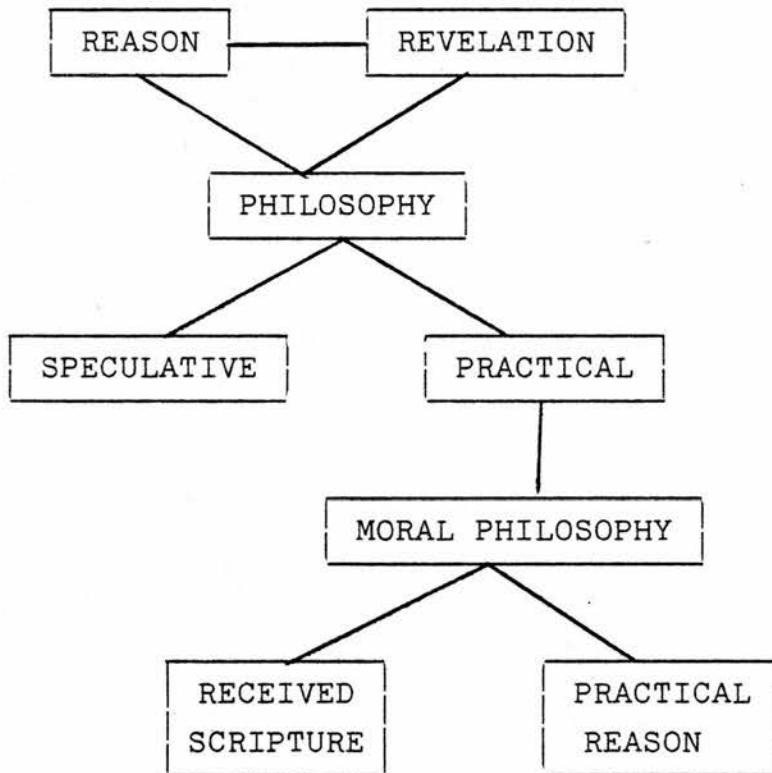 REASON REVELATION
PHILOSOPHY
SPECULATIVE PRACTICAL
MORAL PHILOSOPHY
RECEIVED PRACTICAL
SCRIPTURE REASON